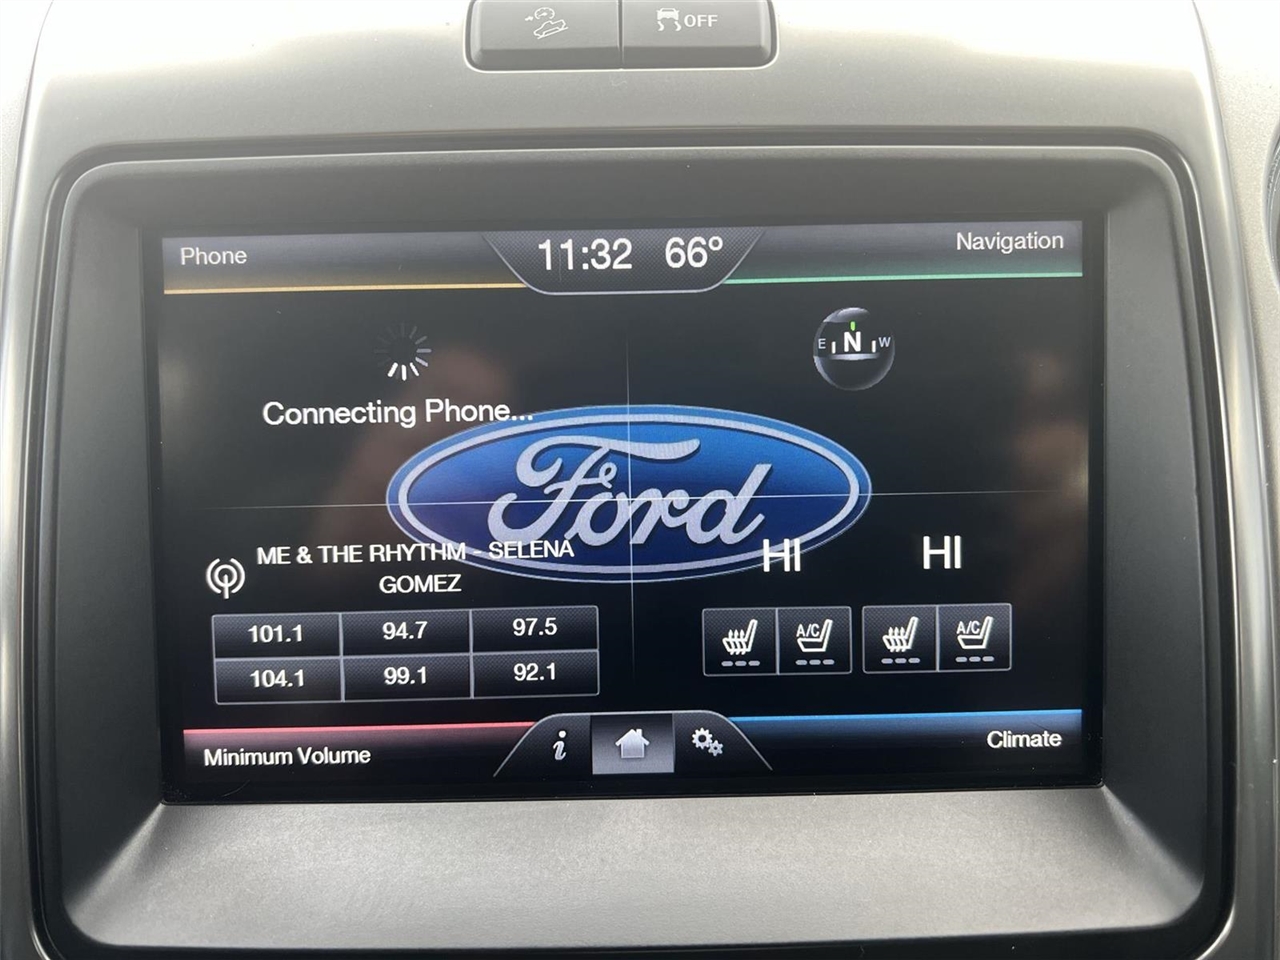 OFF
Phone
11:32 66°
Navigation
E N W
Connecting Phone...
Ford
ME & THE RHYTHM - SELENA
GOMEZ
HI HI
101.1 94.7 97.5
A/C A/C
104.1 99.1 92.1
Minimum Volume
i
Climate